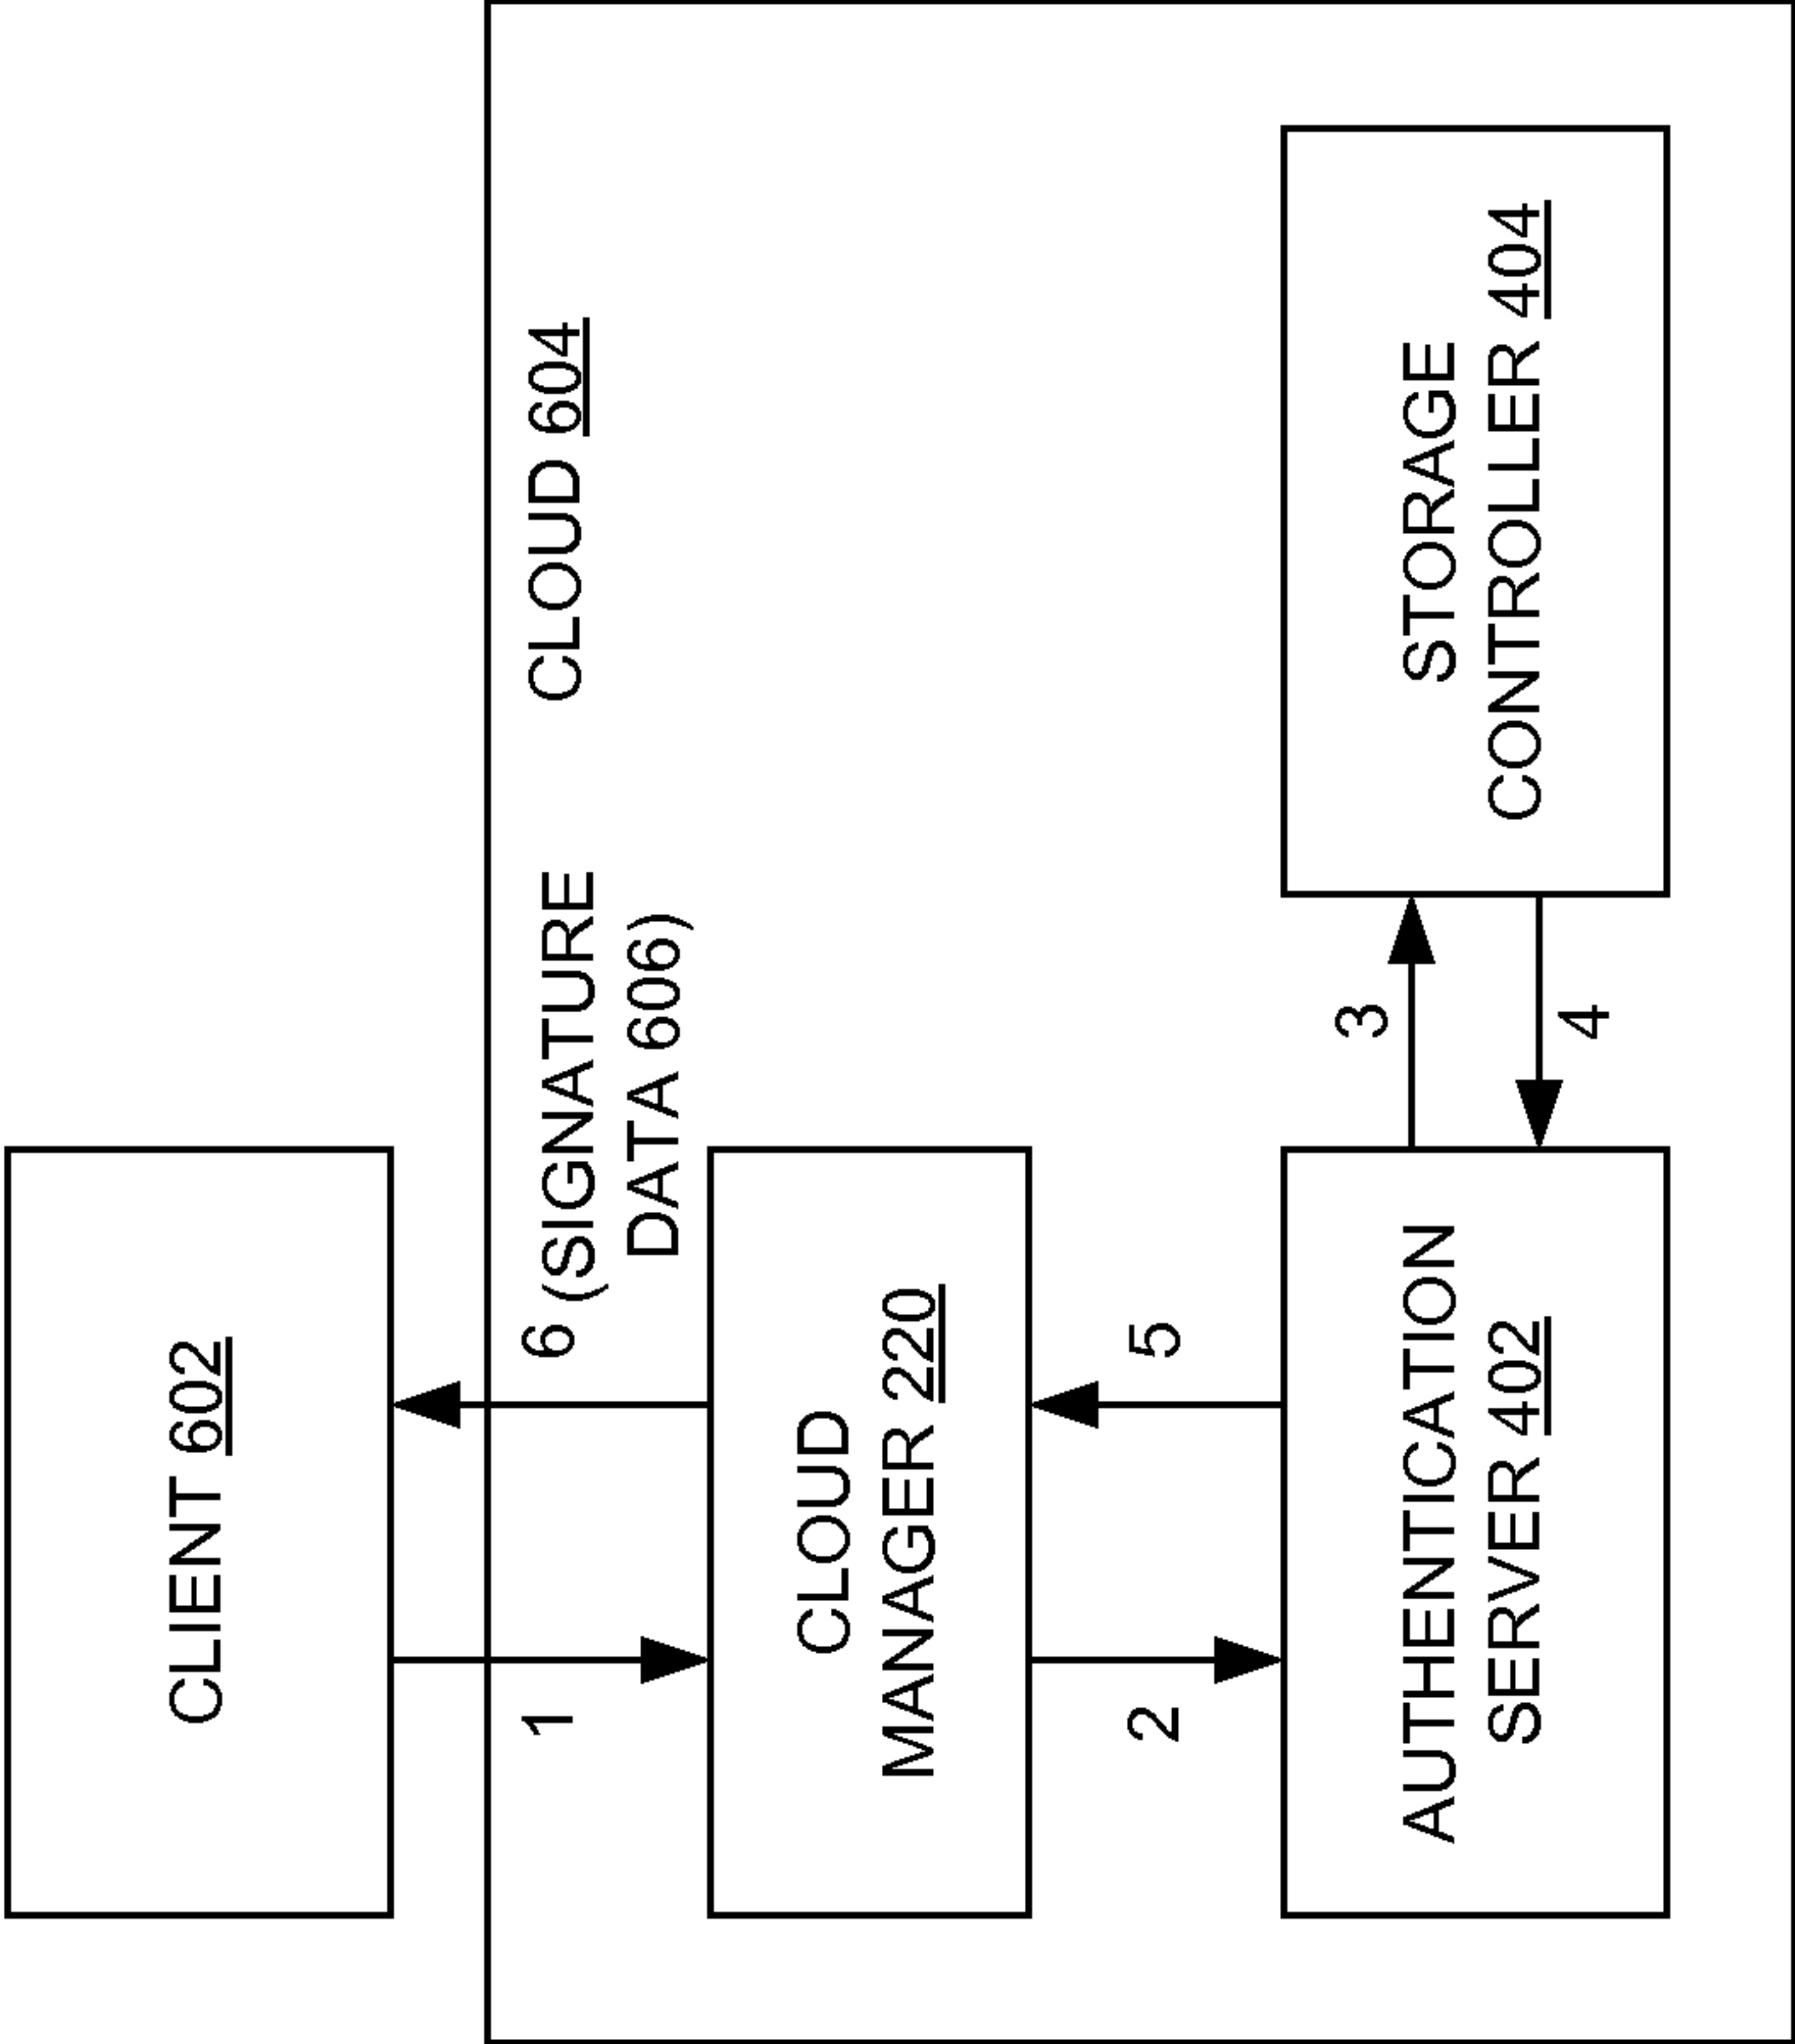 CLIENT 602
1
6 (SIGNATURE
DATA 606)
CLOUD 604
CLOUD
MANAGER 220
2
5
AUTHENTICATION
SERVER 402
3
4
STORAGE
CONTROLLER 404